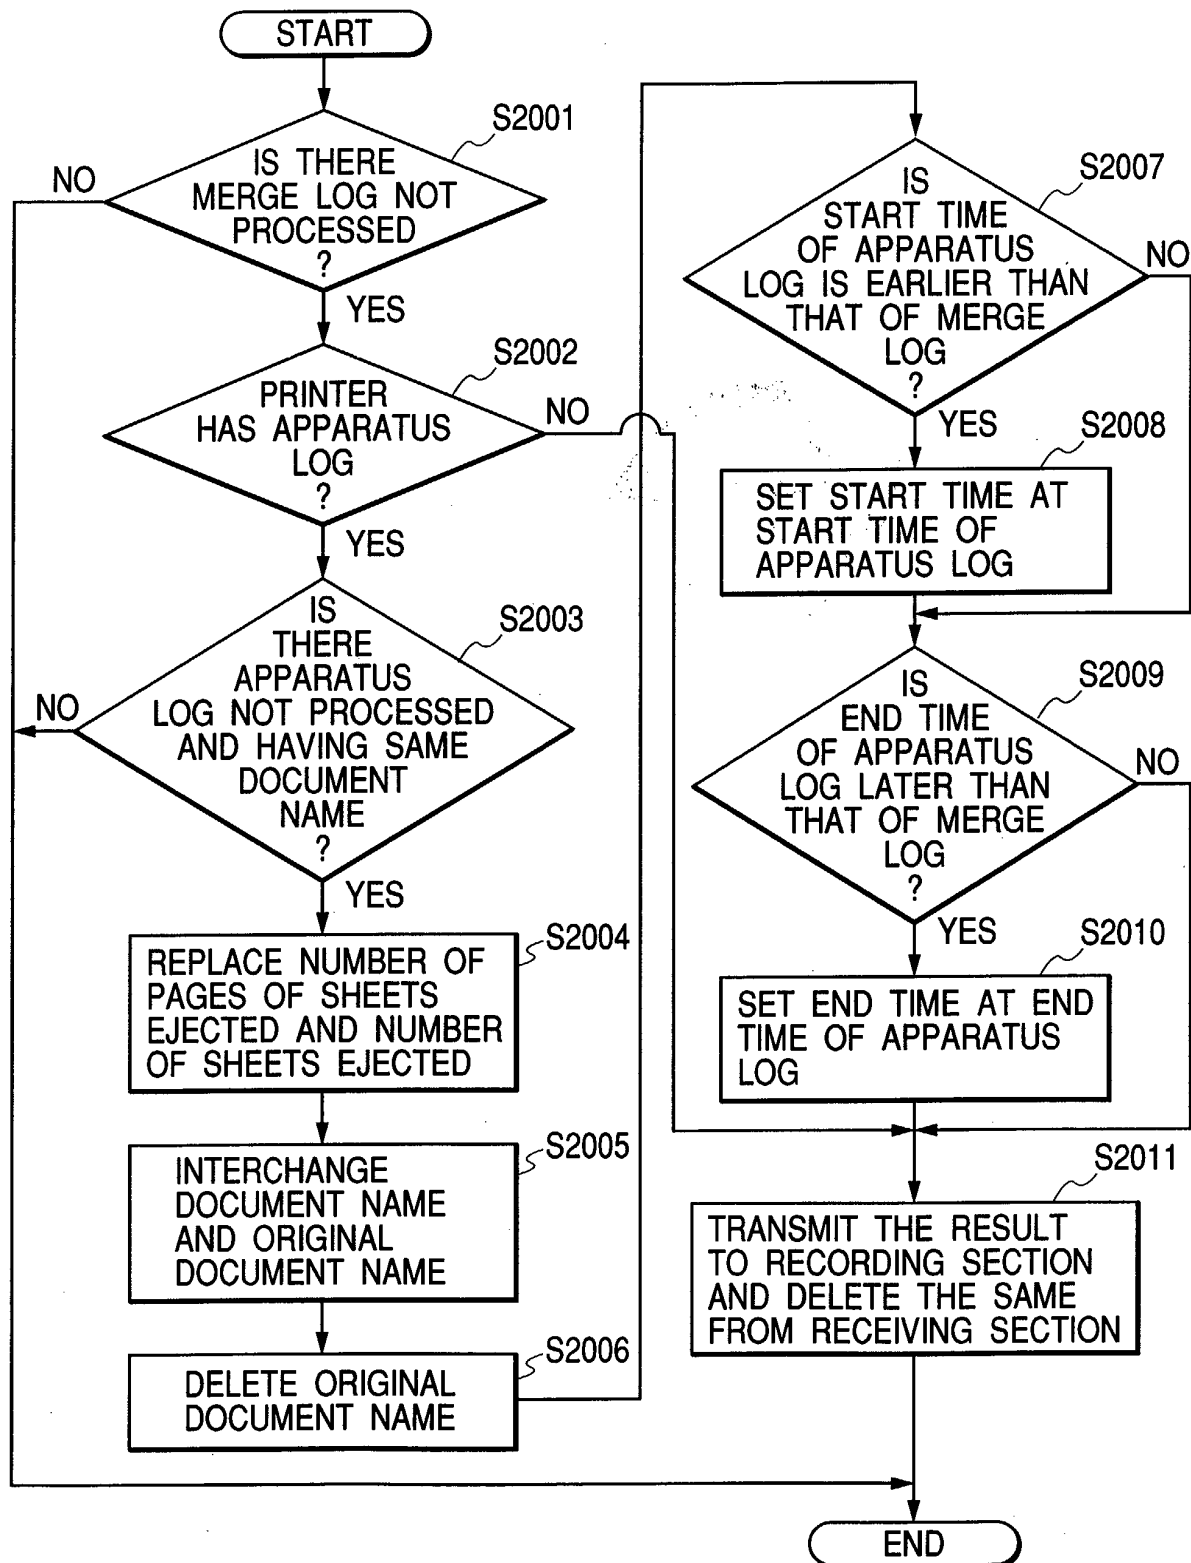 START
S2001
IS THERE
MERGE LOG NOT
PROCESSED
?
NO
YES
S2002
PRINTER
HAS APPARATUS
LOG
?
NO
YES
S2003
IS
THERE
APPARATUS
LOG NOT PROCESSED
AND HAVING SAME
DOCUMENT
NAME
?
NO
YES
S2004
REPLACE NUMBER OF
PAGES OF SHEETS
EJECTED AND NUMBER
OF SHEETS EJECTED
S2005
INTERCHANGE
DOCUMENT NAME
AND ORIGINAL
DOCUMENT NAME
S2006
DELETE ORIGINAL
DOCUMENT NAME
S2007
IS
START TIME
OF APPARATUS
LOG IS EARLIER THAN
THAT OF MERGE
LOG
?
NO
YES
S2008
SET START TIME AT
START TIME OF
APPARATUS LOG
S2009
IS
END TIME
OF APPARATUS
LOG LATER THAN
THAT OF MERGE
LOG
?
NO
YES
S2010
SET END TIME AT END
TIME OF APPARATUS
LOG
S2011
TRANSMIT THE RESULT
TO RECORDING SECTION
AND DELETE THE SAME
FROM RECEIVING SECTION
END